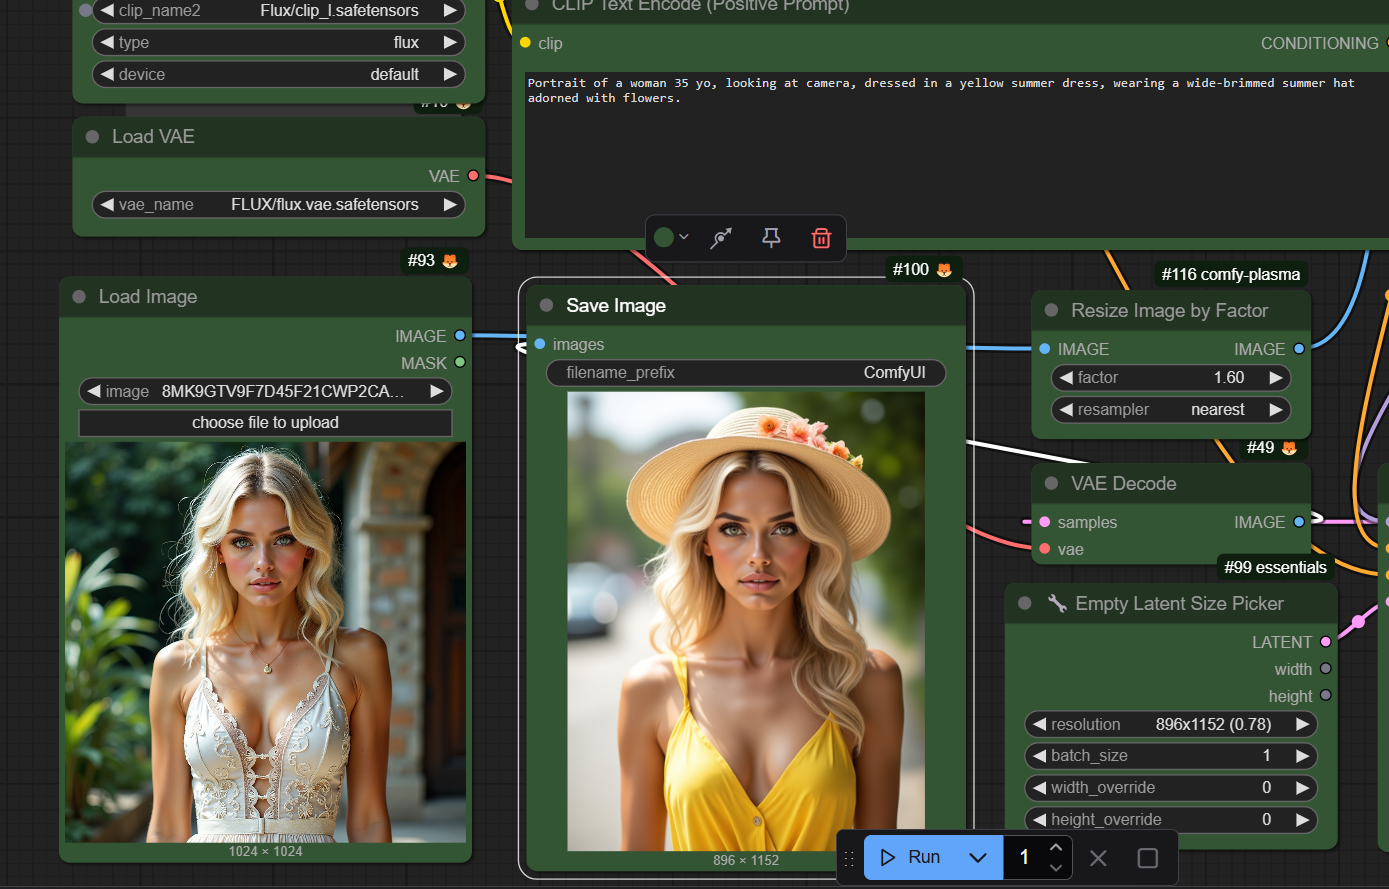 clip_name2 Flux/clip_l.safetensors
type flux
device default
#10
Load VAE
VAE
vae_name FLUX/flux.vae.safetensors
CLIP Text Encode (Positive Prompt)
clip
CONDITIONING
Portrait of a woman 35 yo, looking at camera, dressed in a yellow summer dress, wearing a wide-brimmed summer hat
adorned with flowers.
#93
Load Image
IMAGE
MASK
image 8MK9GTV9F7D45F21CWP2CA...
choose file to upload
1024 × 1024
#100
Save Image
images
filename_prefix ComfyUI
896 × 1152
#116 comfy-plasma
Resize Image by Factor
IMAGE IMAGE
factor 1.60
resampler nearest
#49
VAE Decode
samples IMAGE
vae
#99 essentials
Empty Latent Size Picker
LATENT
width
height
resolution 896x1152 (0.78)
batch_size 1
width_override 0
height_override 0
Run 1